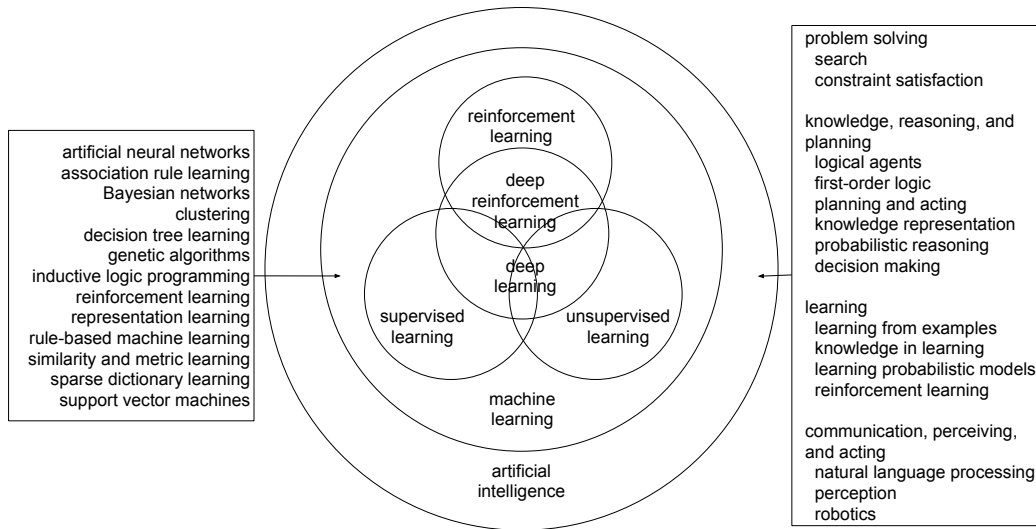 artificial neural networks
association rule learning
Bayesian networks
clustering
decision tree learning
genetic algorithms
inductive logic programming
reinforcement learning
representation learning
rule-based machine learning
similarity and metric learning
sparse dictionary learning
support vector machines
reinforcement
learning
deep
reinforcement
learning
deep
learning
supervised
learning
unsupervised
learning
machine
learning
artificial
intelligence
problem solving
search
constraint satisfaction
knowledge, reasoning, and
planning
logical agents
first-order logic
planning and acting
knowledge representation
probabilistic reasoning
decision making
learning
learning from examples
knowledge in learning
learning probabilistic models
reinforcement learning
communication, perceiving,
and acting
natural language processing
perception
robotics